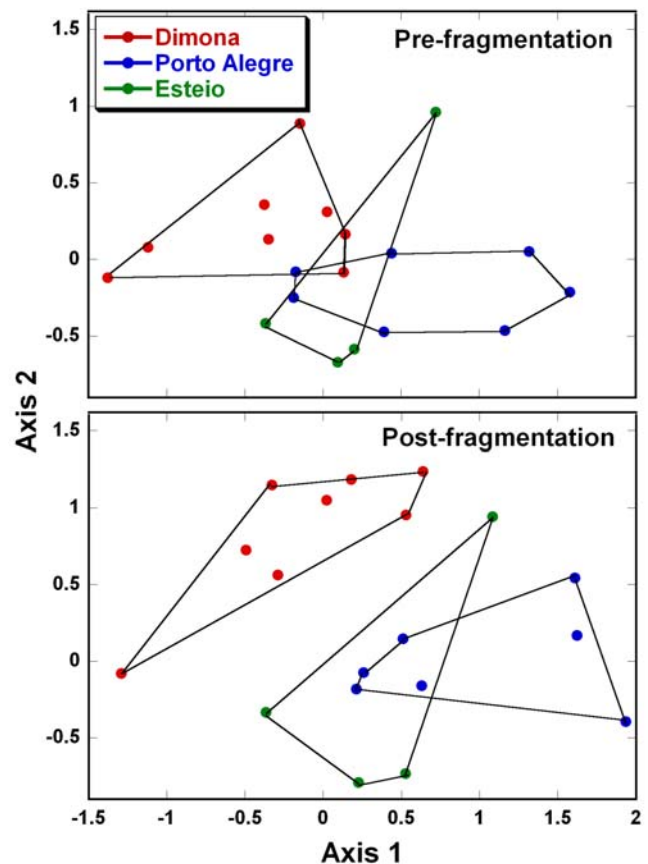 1.5
Dimona
Porto Alegre
Esteio
Pre-fragmentation
1
0.5
0
-0.5
Axis 2
1.5
Post-fragmentation
1
0.5
0
-0.5
-1.5 -1 -0.5 0 0.5 1 1.5 2
Axis 1